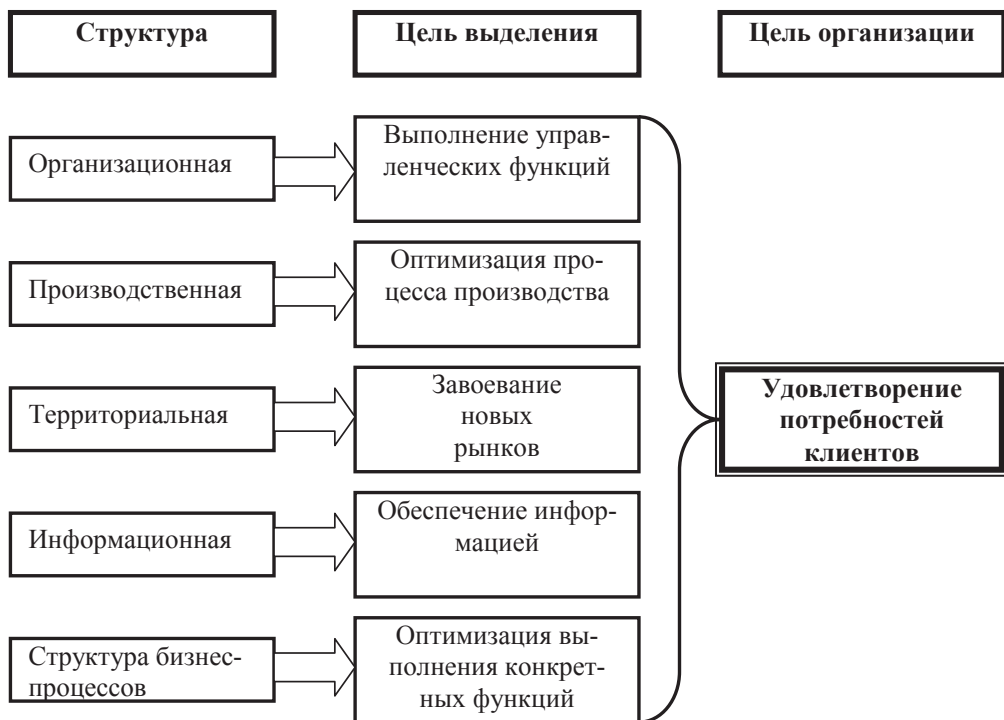 Структура
Цель выделения
Цель организации
Организационная
Выполнение управ-
ленческих функций
Производственная
Оптимизация про-
цесса производства
Территориальная
Завоевание
новых
рынков
Удовлетворение
потребностей
клиентов
Информационная
Обеспечение инфор-
мацией
Структура бизнес-
процессов
Оптимизация вы-
полнения конкрет-
ных функций